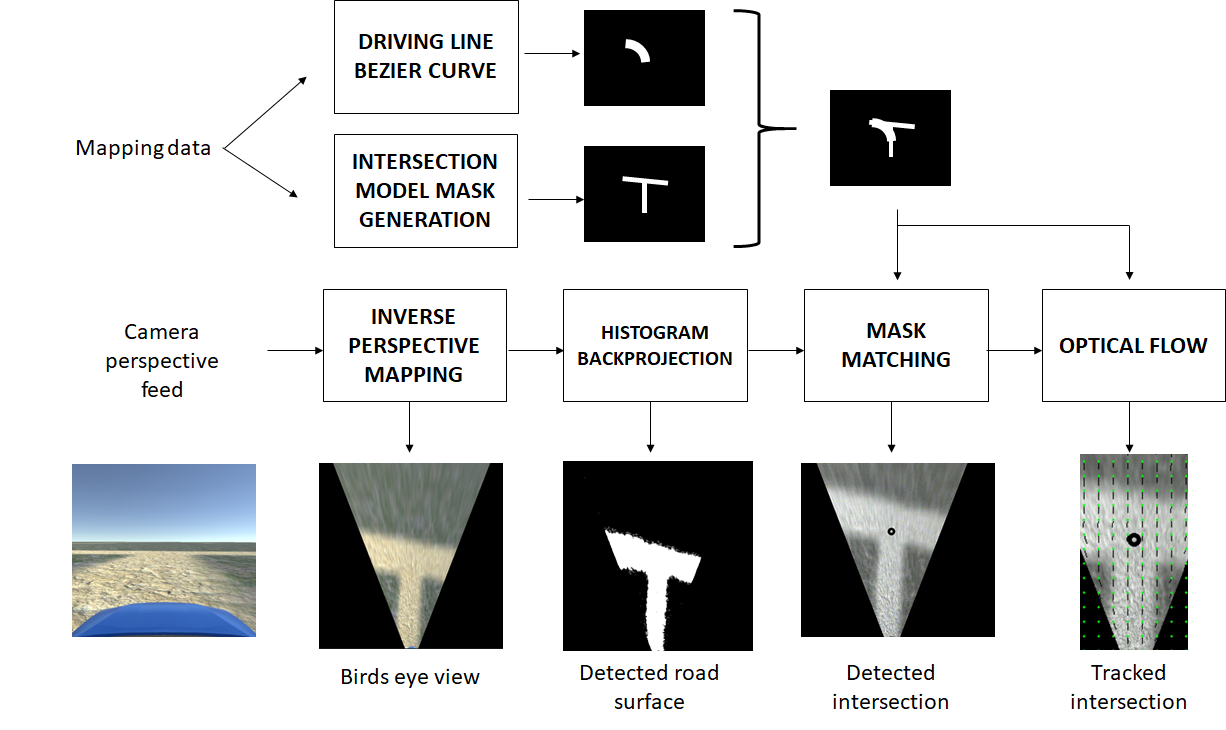 DRIVING LINE
BEZIER CURVE
Mapping data
INTERSECTION
MODEL MASK
GENERATION
Camera
perspective
feed
INVERSE
PERSPECTIVE
MAPPING
HISTOGRAM
BACKPROJECTION
MASK
MATCHING
OPTICAL FLOW
Birds eye view
Detected road
surface
Detected
intersection
Tracked
intersection